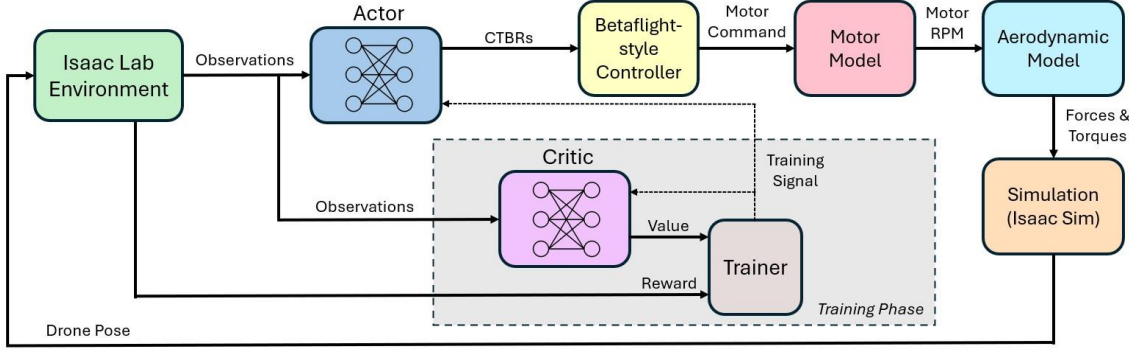 Actor
Isaac Lab
Environment
Observations
CTBRs
Betaflight-
style
Controller
Motor
Command
Motor
Model
Motor
RPM
Aerodynamic
Model
Forces &
Torques
Critic
Training
Signal
Observations
Value
Simulation
(Isaac Sim)
Trainer
Reward
Training Phase
Drone Pose